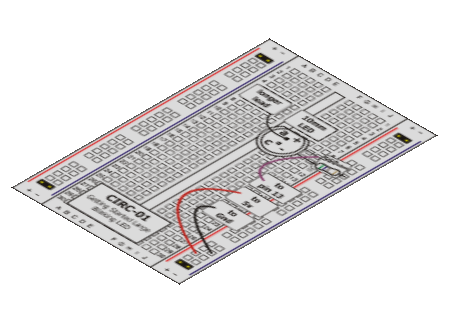 + -
A B C D E
F G H I J
+ -
longer
lead
10mm
LED
+
to
pin 13
to
5v
to
Gnd
CIRC-01
Getting Started Large
Blinking LED
+ -
A B C D E
F G H I J
+ -